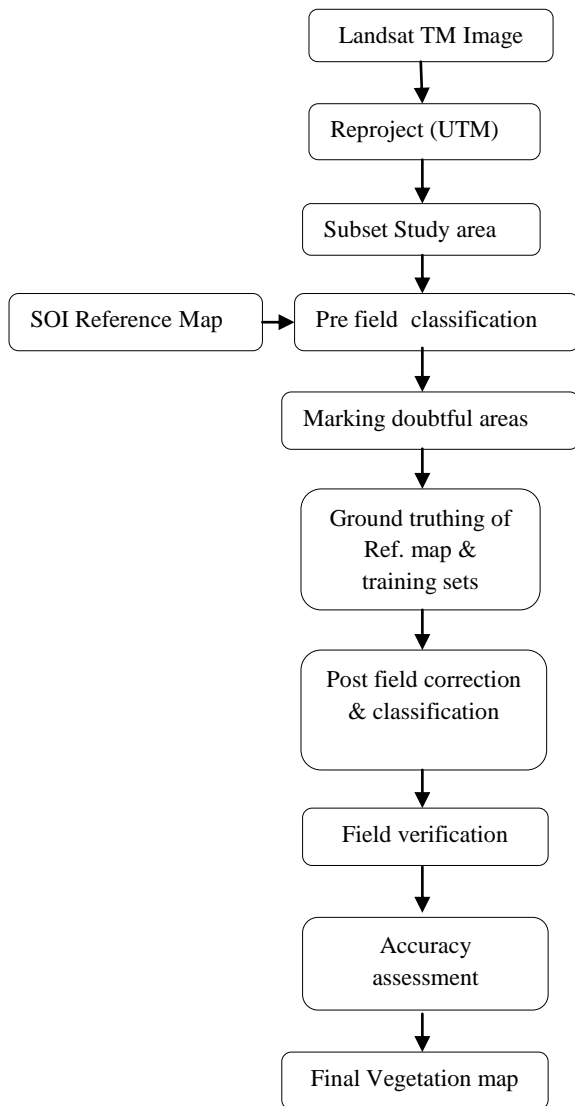 Landsat TM Image
Reproject (UTM)
Subset Study area
SOI Reference Map
Pre field classification
Marking doubtful areas
Ground truthing of
Ref. map &
training sets
Post field correction
& classification
Field verification
Accuracy
assessment
Final Vegetation map